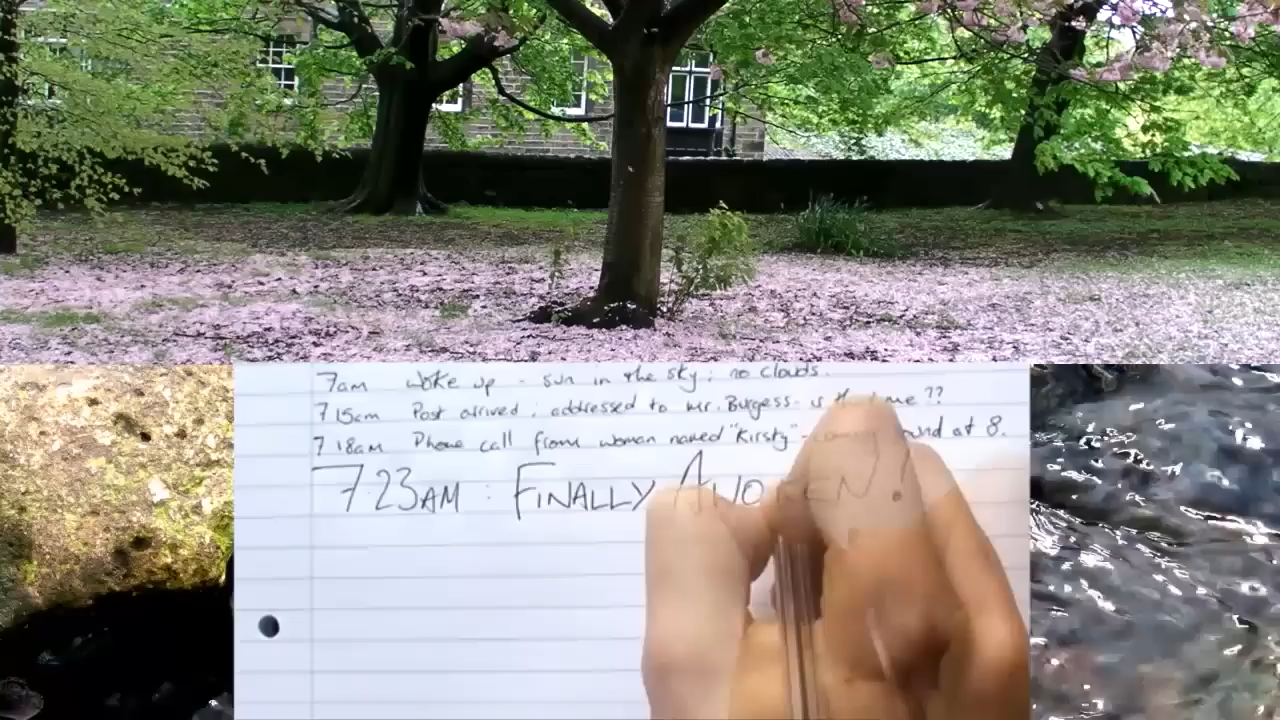 7am Woke up - sun in the sky; no clouds.
7 15am Post arrived; addressed to Mr. Burgess - is me ??
7 18am Phone call from woman named "Kirsty" - at 8.
7:23AM : FINALLY AWOKEN!